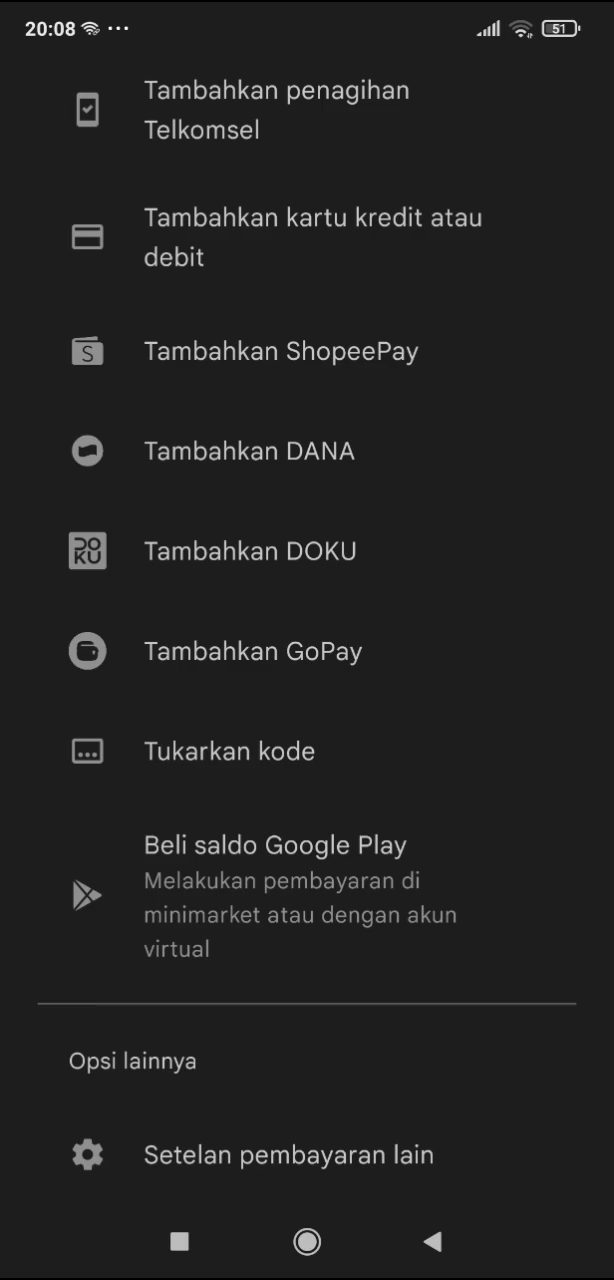 20:08
51
Tambahkan penagihan
Telkomsel
Tambahkan kartu kredit atau
debit
S
Tambahkan ShopeePay
Tambahkan DANA
DO
KU
Tambahkan DOKU
Tambahkan GoPay
Tukarkan kode
Beli saldo Google Play
Melakukan pembayaran di
minimarket atau dengan akun
virtual
Opsi lainnya
Setelan pembayaran lain